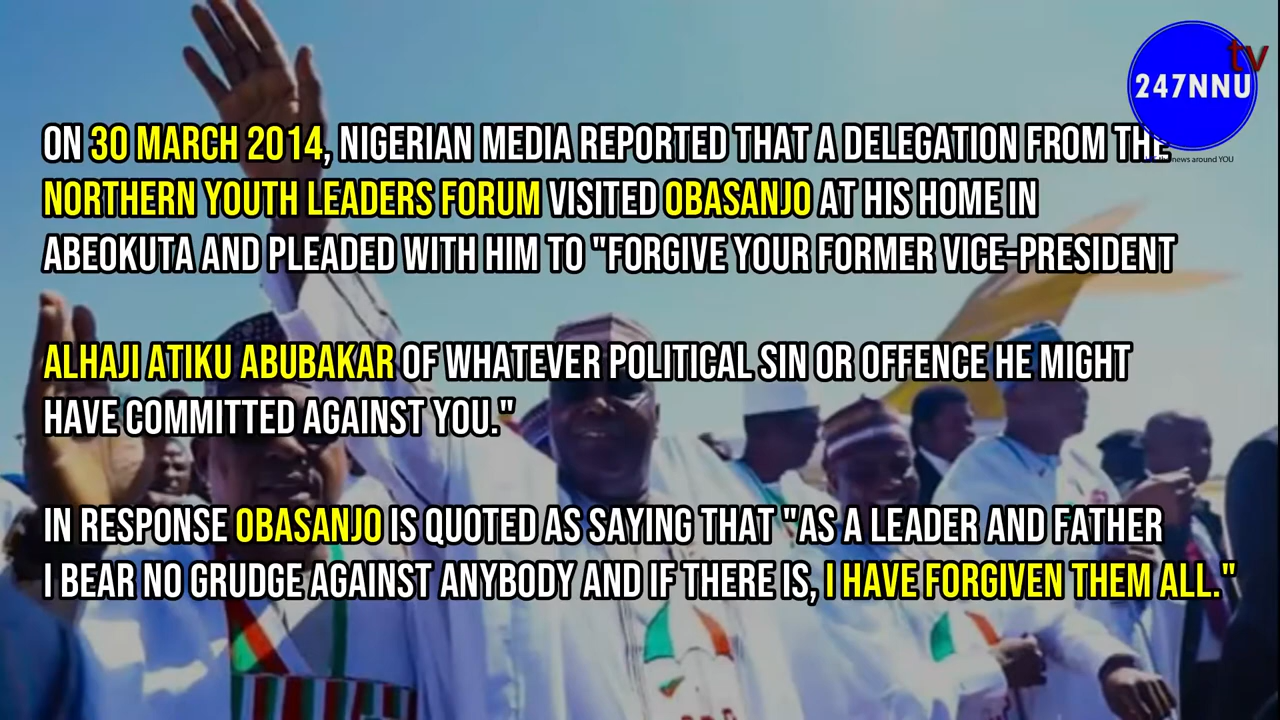 tv
247NNU
ON 30 MARCH 2014, NIGERIAN MEDIA REPORTED THAT A DELEGATION FROM THE
news around YOU
NORTHERN YOUTH LEADERS FORUM VISITED OBASANJO AT HIS HOME IN
ABEOKUTA AND PLEADED WITH HIM TO "FORGIVE YOUR FORMER VICE-PRESIDENT
ALHAJI ATIKU ABUBAKAR OF WHATEVER POLITICAL SIN OR OFFENCE HE MIGHT
HAVE COMMITTED AGAINST YOU."
IN RESPONSE OBASANJO IS QUOTED AS SAYING THAT "AS A LEADER AND FATHER
I BEAR NO GRUDGE AGAINST ANYBODY AND IF THERE IS, I HAVE FORGIVEN THEM ALL."